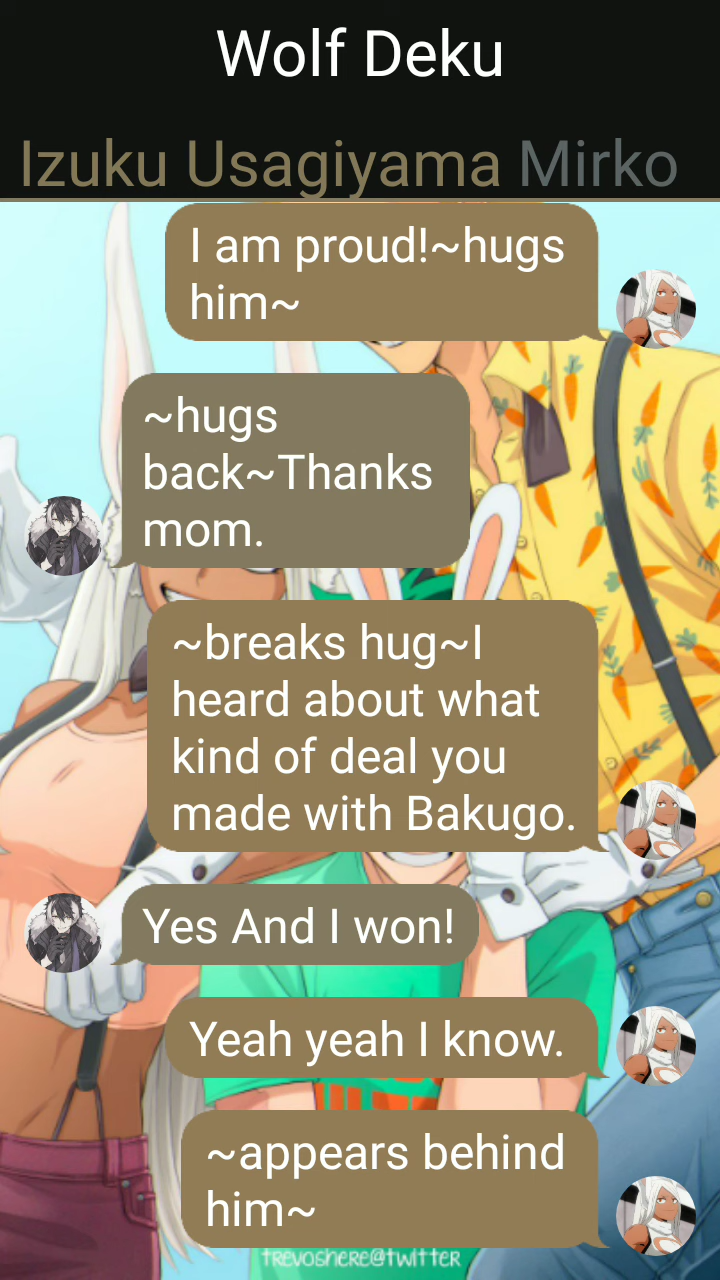 Wolf Deku
Izuku Usagiyama Mirko
I am proud!~hugs
him~
~hugs
back~Thanks
mom.
~breaks hug~I
heard about what
kind of deal you
made with Bakugo.
Yes And I won!
Yeah yeah I know.
~appears behind
him~
TREVOSHERE@TWITTER